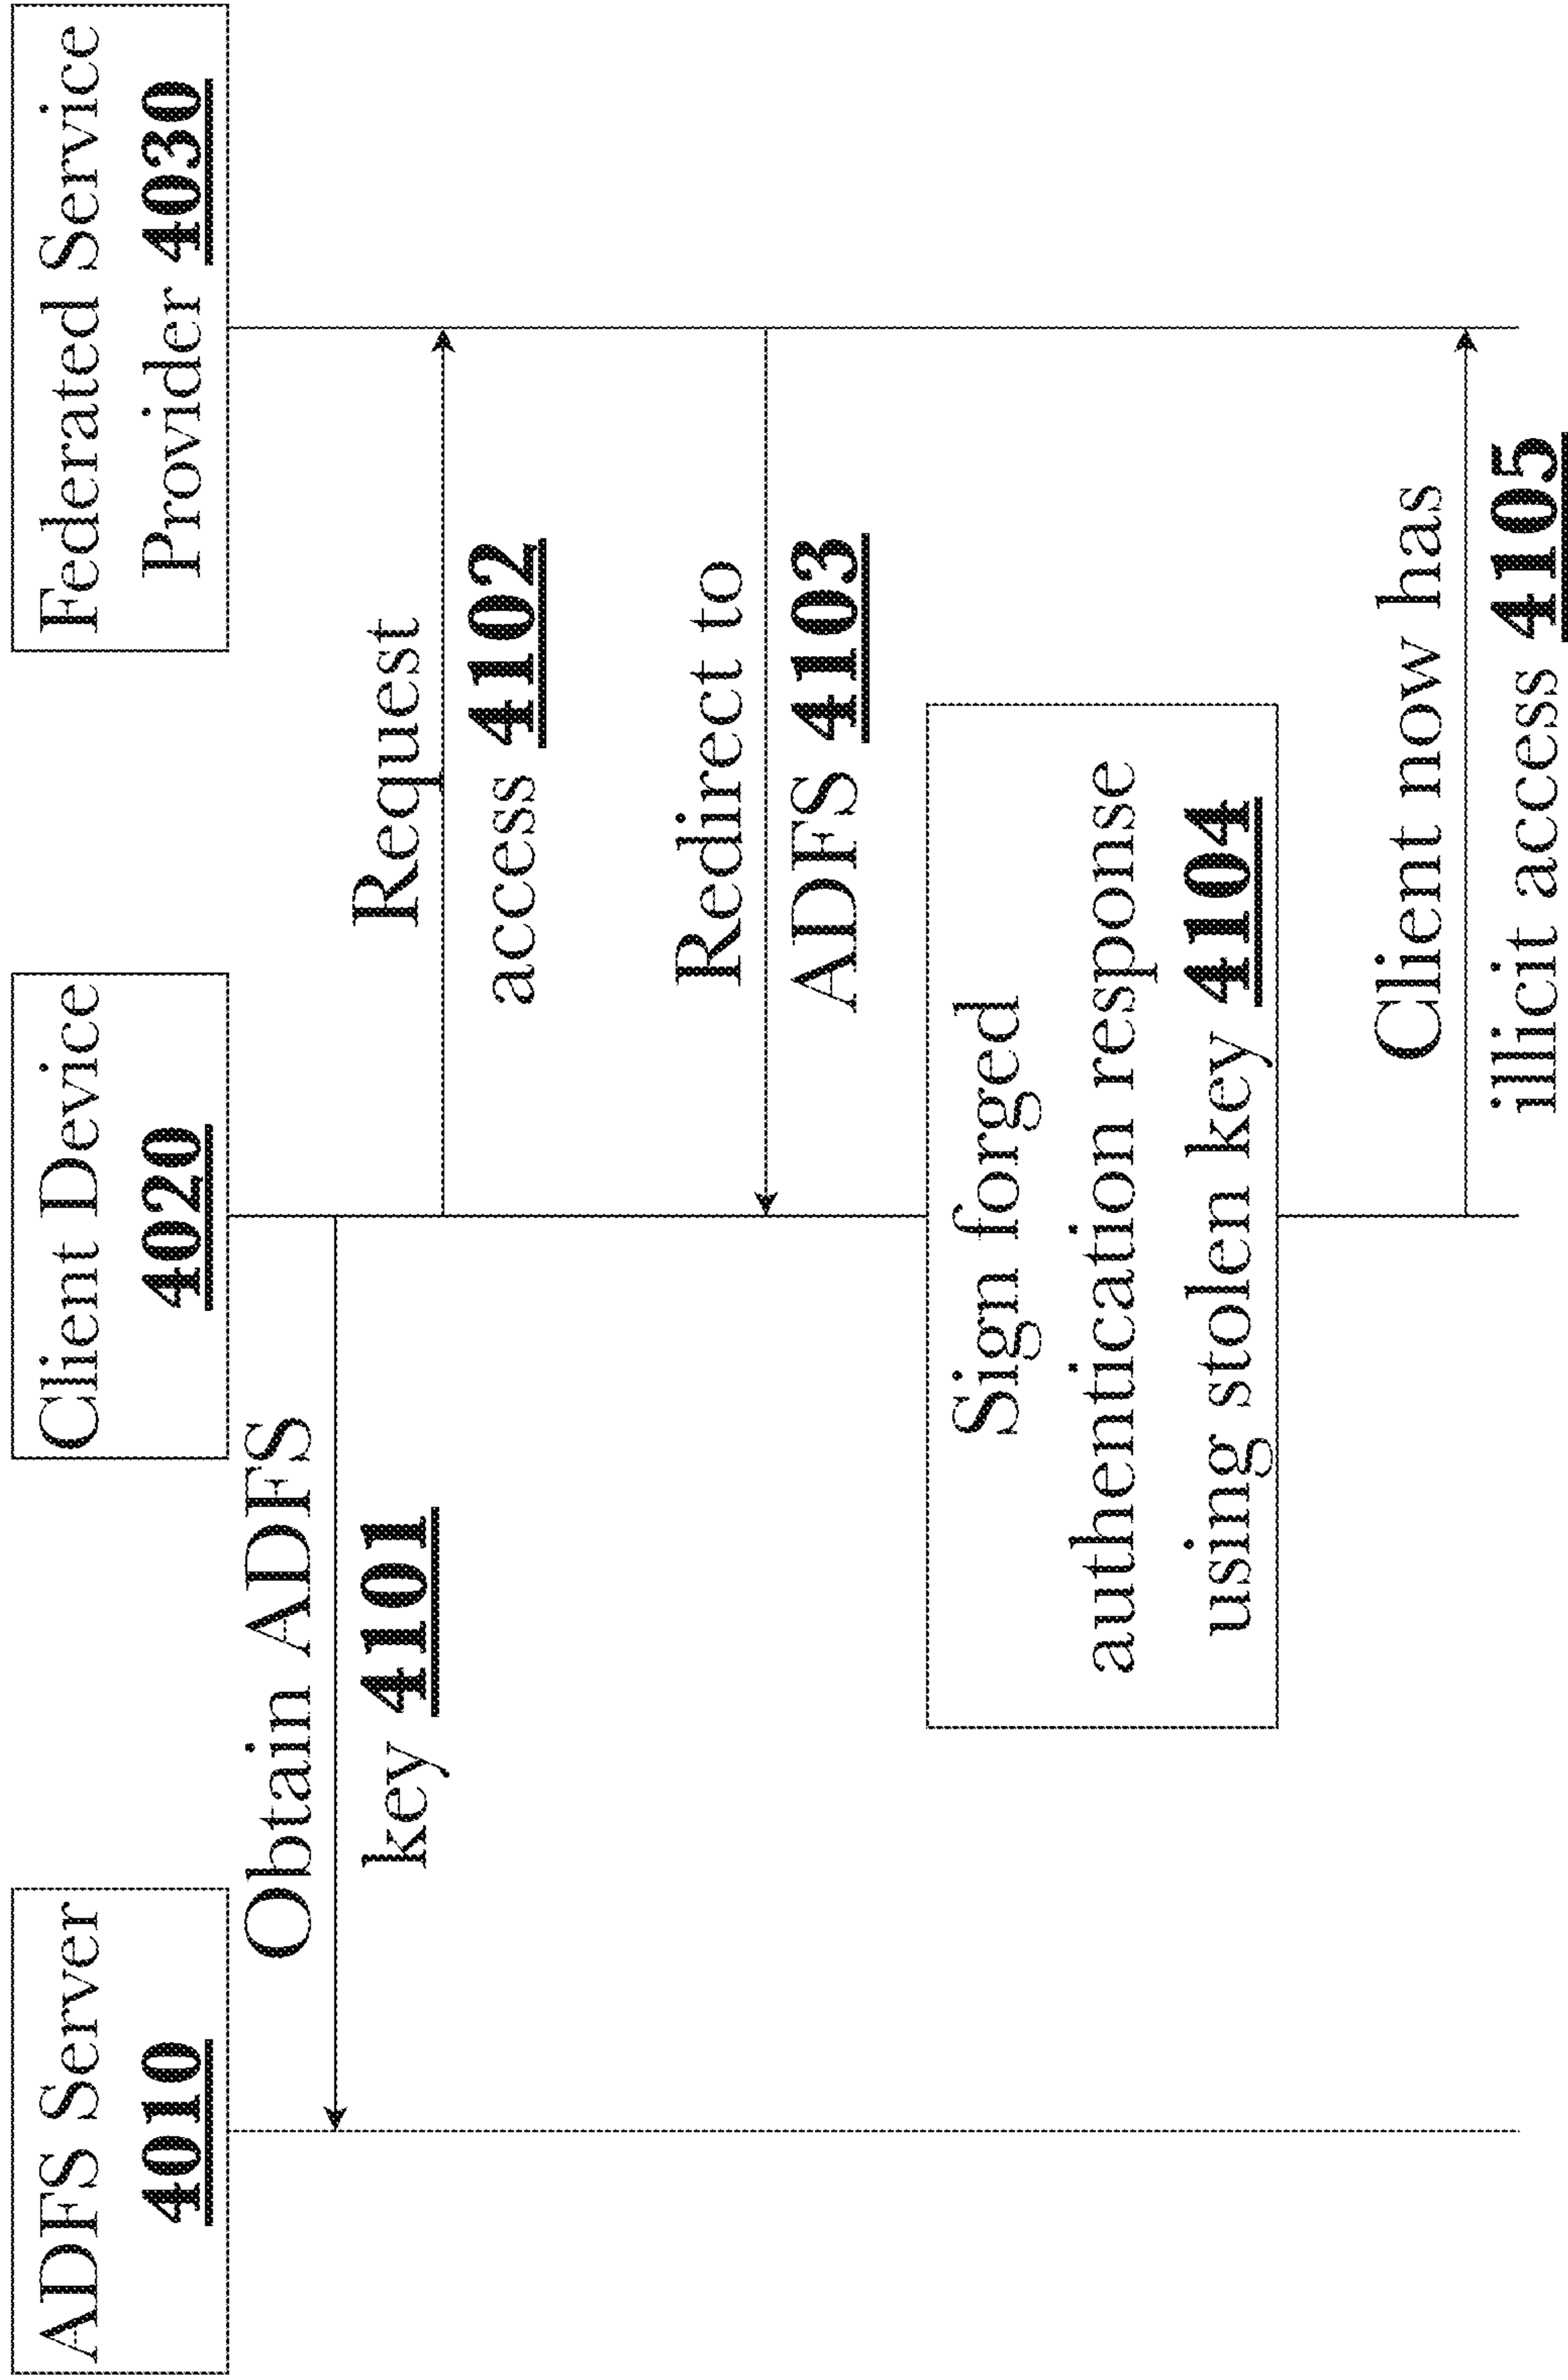 ADFS Server
4010
Client Device
4020
Federated Service
Provider 4030
Obtain ADFS
key 4101
Request
access 4102
Redirect to
ADFS 4103
Sign forged
authentication response
using stolen key 4104
Client now has
illicit access 4105